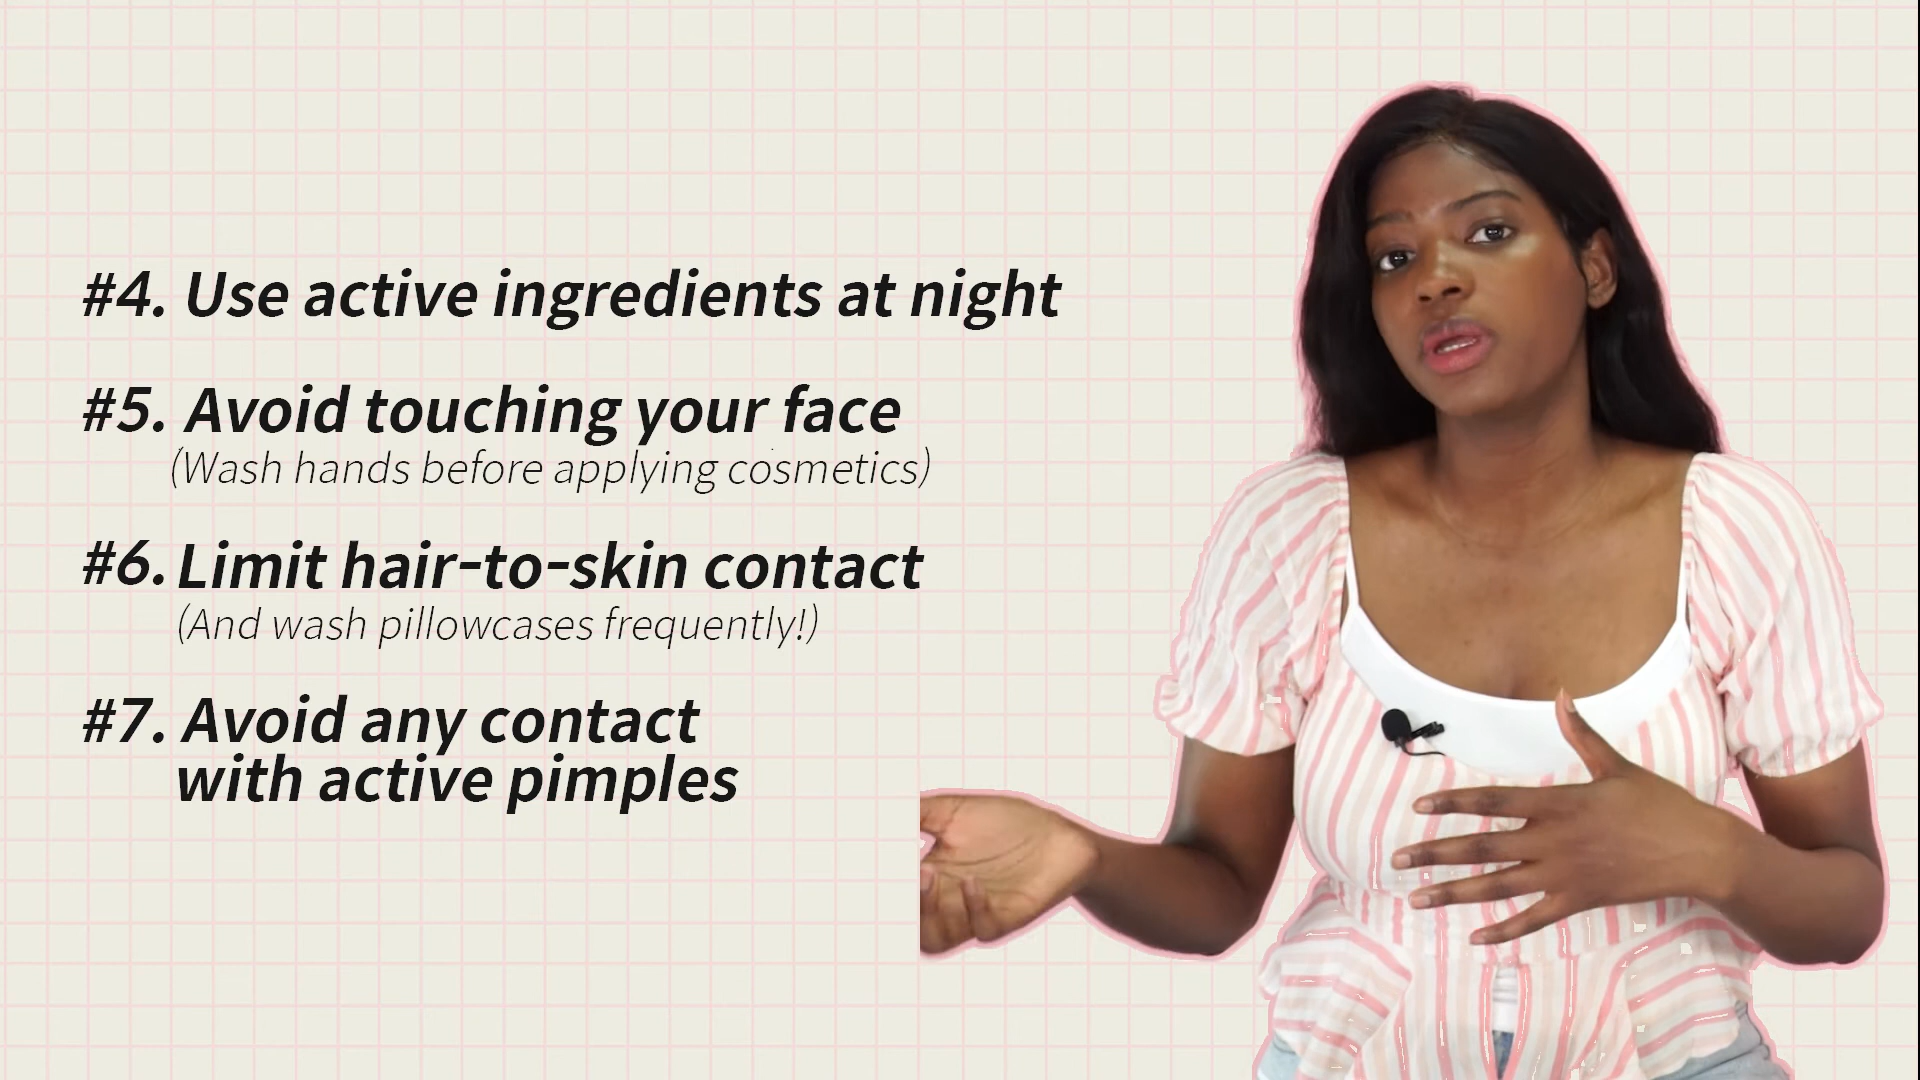 #4. Use active ingredients at night
#5. Avoid touching your face
(Wash hands before applying cosmetics)
#6. Limit hair-to-skin contact
(And wash pillowcases frequently!)
#7. Avoid any contact
with active pimples